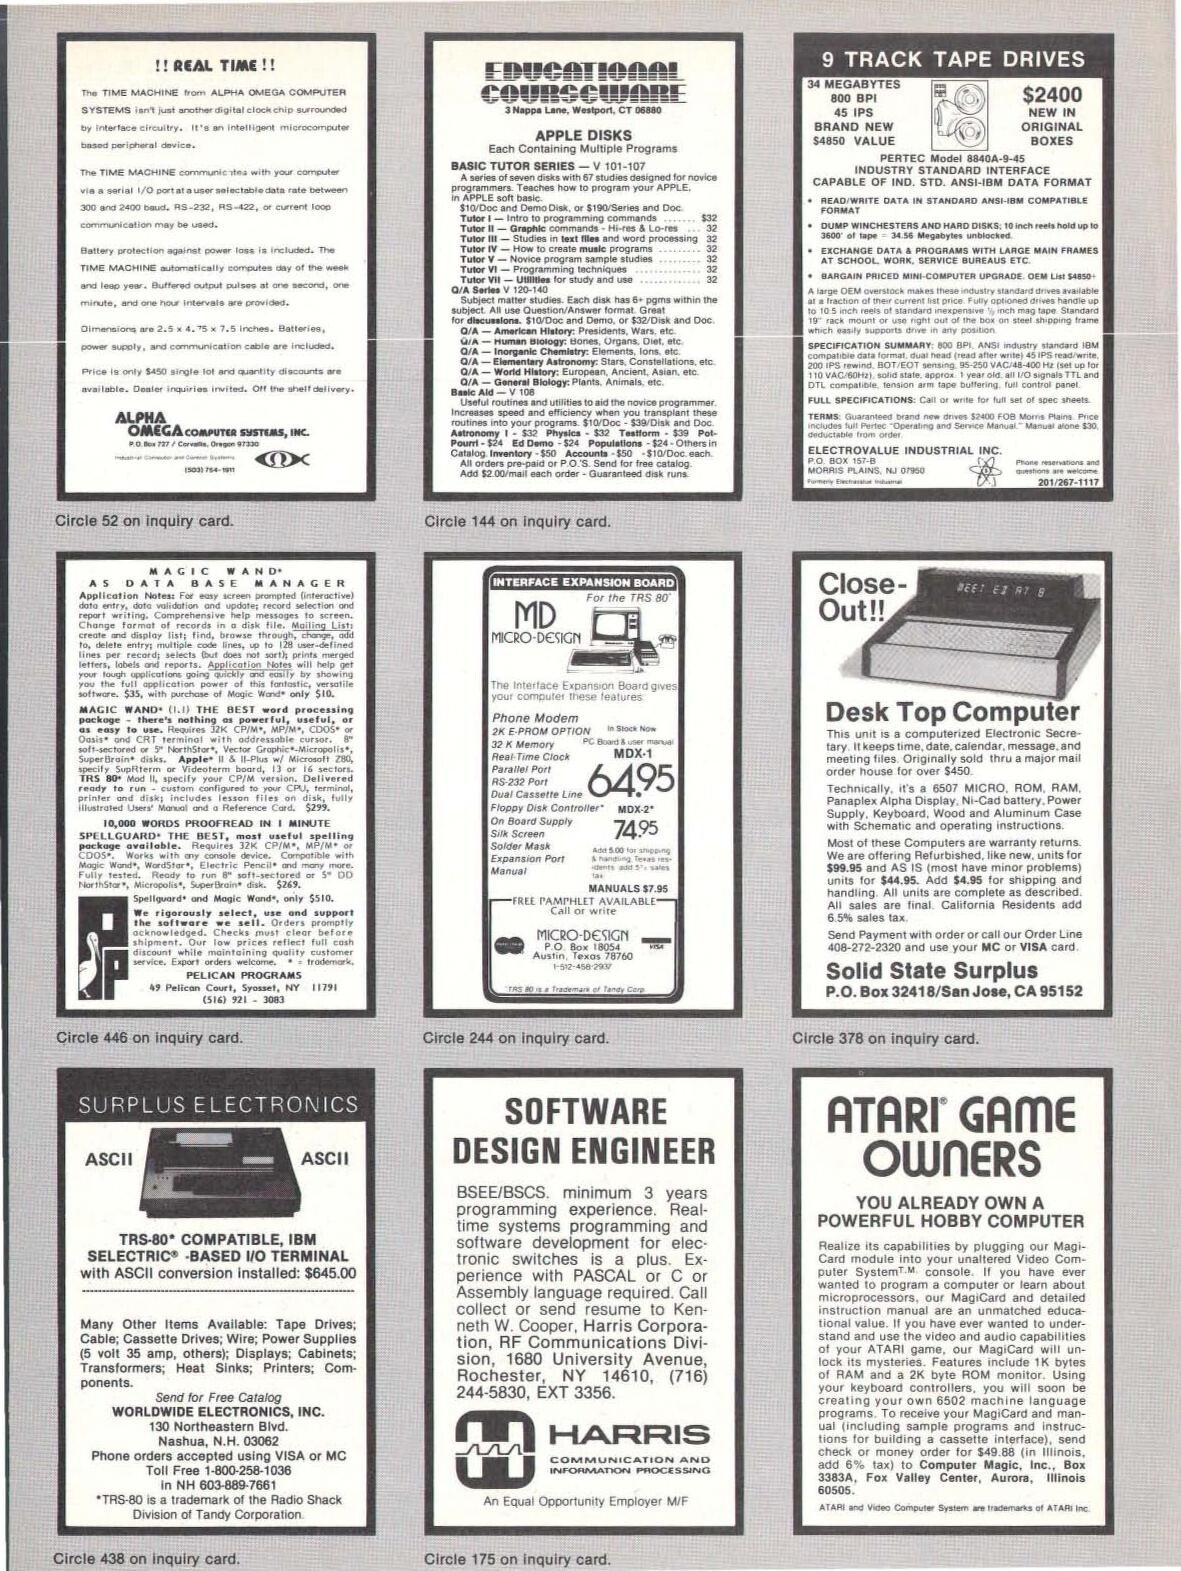 !! REAL TIME !!
The TIME MACHINE from ALPHA OMEGA COMPUTER
SYSTEMS isn't just another digital clock chip surrounded
by interface circuitry. It's an intelligent microcomputer
based peripheral device.
The TIME MACHINE communicates with your computer
via a serial I/O port at a user selectable data rate between
300 and 2400 baud. RS-232, RS-422, or current loop
communication may be used.
Battery protection against power loss is included. The
TIME MACHINE automatically computes day of the week
and leap year. Buffered output pulses at one second, one
minute, and one hour intervals are provided.
Dimensions are 2.5 x 4.75 x 7.5 inches. Batteries,
power supply, and communication cable are included.
Price is only $450 single lot and quantity discounts are
available. Dealer inquiries invited. Off the shelf delivery.
ALPHA
OMEGA COMPUTER SYSTEMS, INC.
P.O. Box 727 / Corvallis, Oregon 97330
Industrial Computer and Control Systems
(503) 754-1911
Circle 52 on inquiry card.
EDUCATIONAL
COURSEWARE
3 Nappa Lane, Westport, CT 06880
APPLE DISKS
Each Containing Multiple Programs
BASIC TUTOR SERIES — V 101-107
A series of seven disks with 67 studies designed for novice
programmers. Teaches how to program your APPLE,
in APPLE soft basic.
$10/Doc and Demo Disk, or $190/Series and Doc.
Tutor I — Intro to programming commands ....... $32
Tutor II — Graphic commands - Hi-res & Lo-res ... 32
Tutor III — Studies in text files and word processing 32
Tutor IV — How to create music programs ......... 32
Tutor V — Novice program sample studies ......... 32
Tutor VI — Programming techniques ............. 32
Tutor VII — Utilities for study and use ............. 32
Q/A Series V 120-140
Subject matter studies. Each disk has 6+ pgms within the
subject. All use Question/Answer format. Great
for discussions. $10/Doc and Demo, or $32/Disk and Doc.
Q/A — American History: Presidents, Wars, etc.
Q/A — Human Biology: Bones, Organs, Diet, etc.
Q/A — Inorganic Chemistry: Elements, Ions, etc.
Q/A — Elementary Astronomy: Stars, Constellations, etc.
Q/A — World History: European, Ancient, Asian, etc.
Q/A — General Biology: Plants, Animals, etc.
Basic Aid — V 108
Useful routines and utilities to aid the novice programmer.
Increases speed and efficiency when you transplant these
routines into your programs. $10/Doc - $39/Disk and Doc.
Astronomy I - $32 Physics - $32 Testform - $39 Pot-
Pourri - $24 Ed Demo - $24 Populations - $24 - Others in
Catalog. Inventory - $50 Accounts - $50 - $10/Doc. each.
All orders pre-paid or P.O.'S. Send for free catalog.
Add $2.00/mail each order - Guaranteed disk runs.
Circle 144 on inquiry card.
9 TRACK TAPE DRIVES
34 MEGABYTES
800 BPI
45 IPS
BRAND NEW
$4850 VALUE
$2400
NEW IN
ORIGINAL
BOXES
PERTEC Model 8840A-9-45
INDUSTRY STANDARD INTERFACE
CAPABLE OF IND. STD. ANSI-IBM DATA FORMAT
• READ/WRITE DATA IN STANDARD ANSI-IBM COMPATIBLE
FORMAT
• DUMP WINCHESTERS AND HARD DISKS; 10 inch reels hold up to
3600' of tape = 34.56 Megabytes unblocked.
• EXCHANGE DATA & PROGRAMS WITH LARGE MAIN FRAMES
AT SCHOOL, WORK, SERVICE BUREAUS ETC.
• BARGAIN PRICED MINI-COMPUTER UPGRADE. OEM List $4850+
A large OEM overstock makes these industry standard drives available
at a fraction of their current list price. Fully optioned drives handle up
to 10.5 inch reels of standard inexpensive ½ inch mag tape. Standard
19" rack mount or use right out of the box on steel shipping frame
which easily supports drive in any position.
SPECIFICATION SUMMARY: 800 BPI, ANSI industry standard IBM
compatible data format, dual head (read after write) 45 IPS read/write,
200 IPS rewind, BOT/EOT sensing, 95-250 VAC/48-400 Hz (set up for
110 VAC/60Hz), solid state, approx. 1 year old, all I/O signals TTL and
DTL compatible, tension arm tape buffering, full control panel.
FULL SPECIFICATIONS: Call or write for full set of spec sheets.
TERMS: Guaranteed brand new drives $2400 FOB Morris Plains. Price
includes full Pertec "Operating and Service Manual." Manual alone $30,
deductable from order.
ELECTROVALUE INDUSTRIAL INC.
P.O. BOX 157-B
MORRIS PLAINS, NJ 07950
Formerly Electravalue Industrial
Phone reservations and
questions are welcome.
201/267-1117
MAGIC WAND*
AS DATA BASE MANAGER
Application Notes: For easy screen prompted (interactive)
data entry, data validation and update; record selection and
report writing. Comprehensive help messages to screen.
Change format of records in a disk file. Mailing List:
create and display list; find, browse through, change, add
to, delete entry; multiple code lines, up to 128 user-defined
lines per record; selects (but does not sort); prints merged
letters, labels and reports. Application Notes will help get
your tough applications going quickly and easily by showing
you the full application power of this fantastic, versatile
software. $35, with purchase of Magic Wand* only $10.
MAGIC WAND* (1.1) THE BEST word processing
package - there's nothing as powerful, useful, or
as easy to use. Requires 32K CP/M*, MP/M*, CDOS* or
Oasis* and CRT terminal with addressable cursor. 8"
soft-sectored or 5" NorthStar*, Vector Graphic*-Micropolis*,
SuperBrain* disks. Apple* II & II-Plus w/ Microsoft Z80,
specify SupRterm or Videoterm board, 13 or 16 sectors.
TRS 80* Mod II, specify your CP/M version. Delivered
ready to run - custom configured to your CPU, terminal,
printer and disk; includes lesson files on disk, fully
illustrated Users' Manual and a Reference Card. $299.
10,000 WORDS PROOFREAD IN 1 MINUTE
SPELLGUARD* THE BEST, most useful spelling
package available. Requires 32K CP/M*, MP/M* or
CDOS*. Works with any console device. Compatible with
Magic Wand*, WordStar*, Electric Pencil* and many more.
Fully tested. Ready to run 8" soft-sectored or 5" DD
NorthStar*, Micropolis*, SuperBrain* disk. $269.
Spellguard* and Magic Wand*, only $510.
We rigorously select, use and support
the software we sell. Orders promptly
acknowledged. Checks must clear before
shipment. Our low prices reflect full cash
discount while maintaining quality customer
service. Export orders welcome. * = trademark.
PELICAN PROGRAMS
49 Pelican Court, Syosset, NY 11791
(516) 921 - 3083
Circle 446 on inquiry card.
INTERFACE EXPANSION BOARD
For the TRS 80*
MD
MICRO-DESIGN
The Interface Expansion Board gives
your computer these features:
Phone Modem
2K E-PROM OPTION
32 K Memory
Real-Time Clock
Parallel Port
RS-232 Port
Dual Cassette Line
Floppy Disk Controller*
On Board Supply
Silk Screen
Solder Mask
Expansion Port
Manual
In Stock Now
PC Board & user manual
MDX-1
64.95
MDX-2*
74.95
Add 5.00 for shipping
& handling, Texas res-
idents add 5% sales
tax
MANUALS $7.95
FREE PAMPHLET AVAILABLE
Call or write
MICRO-DESIGN
P.O. Box 18054
Austin, Texas 78760
1-512-458-2937
VISA
*TRS 80 is a Trademark of Tandy Corp.
Circle 244 on inquiry card.
Close-
Out!!
MEET ED AT 8
Desk Top Computer
This unit is a computerized Electronic Secre-
tary. It keeps time, date, calendar, message, and
meeting files. Originally sold thru a major mail
order house for over $450.
Technically, it's a 6507 MICRO, ROM, RAM,
Panaplex Alpha Display, Ni-Cad battery, Power
Supply, Keyboard, Wood and Aluminum Case
with Schematic and operating instructions.
Most of these Computers are warranty returns.
We are offering Refurbished, like new, units for
$99.95 and AS IS (most have minor problems)
units for $44.95. Add $4.95 for shipping and
handling. All units are complete as described.
All sales are final. California Residents add
6.5% sales tax.
Send Payment with order or call our Order Line
408-272-2320 and use your MC or VISA card.
Solid State Surplus
P.O. Box 32418/San Jose, CA 95152
Circle 378 on inquiry card.
SURPLUS ELECTRONICS
ASCII
ASCII
TRS-80* COMPATIBLE, IBM
SELECTRIC® -BASED I/O TERMINAL
with ASCII conversion installed: $645.00
Many Other Items Available: Tape Drives;
Cable; Cassette Drives; Wire; Power Supplies
(5 volt 35 amp, others); Displays; Cabinets;
Transformers; Heat Sinks; Printers; Com-
ponents.
Send for Free Catalog
WORLDWIDE ELECTRONICS, INC.
130 Northeastern Blvd.
Nashua, N.H. 03062
Phone orders accepted using VISA or MC
Toll Free 1-800-258-1036
in NH 603-889-7661
*TRS-80 is a trademark of the Radio Shack
Division of Tandy Corporation.
Circle 438 on inquiry card.
SOFTWARE
DESIGN ENGINEER
BSEE/BSCS. minimum 3 years
programming experience. Real-
time systems programming and
software development for elec-
tronic switches is a plus. Ex-
perience with PASCAL or C or
Assembly language required. Call
collect or send resume to Ken-
neth W. Cooper, Harris Corpora-
tion, RF Communications Divi-
sion, 1680 University Avenue,
Rochester, NY 14610, (716)
244-5830, EXT 3356.
HARRIS
COMMUNICATION AND
INFORMATION PROCESSING
An Equal Opportunity Employer M/F
Circle 175 on inquiry card.
ATARI® GAME
OWNERS
YOU ALREADY OWN A
POWERFUL HOBBY COMPUTER
Realize its capabilities by plugging our Magi-
Card module into your unaltered Video Com-
puter System T.M. console. If you have ever
wanted to program a computer or learn about
microprocessors, our MagiCard and detailed
instruction manual are an unmatched educa-
tional value. If you have ever wanted to under-
stand and use the video and audio capabilities
of your ATARI game, our MagiCard will un-
lock its mysteries. Features include 1K bytes
of RAM and a 2K byte ROM monitor. Using
your keyboard controllers, you will soon be
creating your own 6502 machine language
programs. To receive your MagiCard and man-
ual (including sample programs and instruc-
tions for building a cassette interface), send
check or money order for $49.88 (in Illinois,
add 6% tax) to Computer Magic, Inc., Box
3383A, Fox Valley Center, Aurora, Illinois
60505.
ATARI and Video Computer System are trademarks of ATARI Inc.